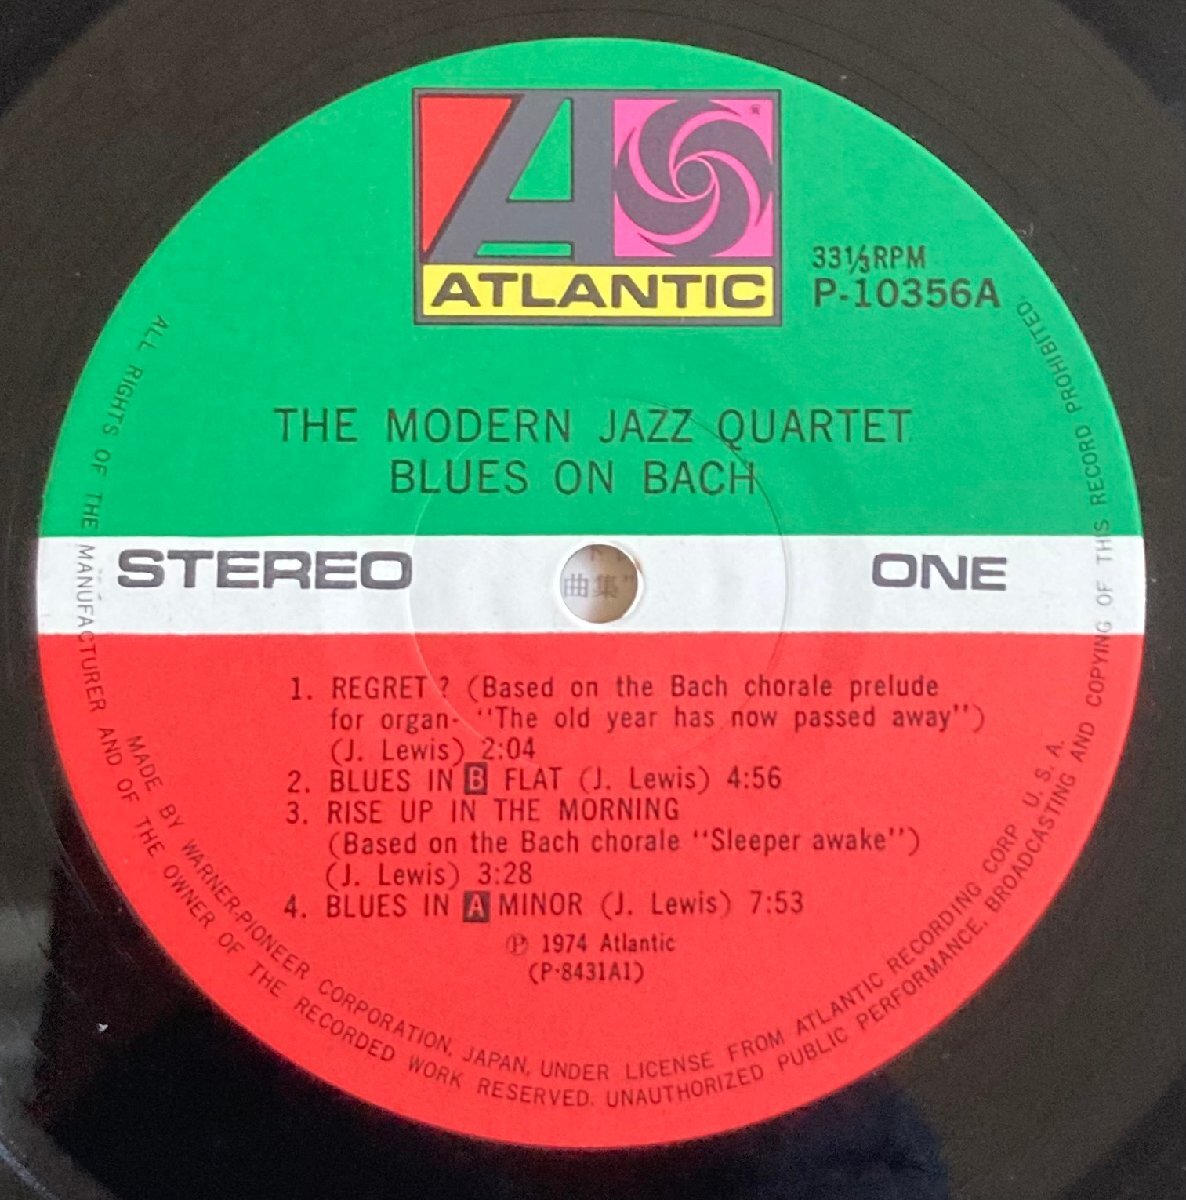 ATLANTIC
®
33⅓RPM
P-10356A
THE MODERN JAZZ QUARTET
BLUES ON BACH
STEREO
曲集"
ONE
1. REGRET? (Based on the Bach chorale prelude
for organ- "The old year has now passed away")
(J. Lewis) 2:04
2. BLUES IN B FLAT (J. Lewis) 4:56
3. RISE UP IN THE MORNING
(Based on the Bach chorale "Sleeper awake")
(J. Lewis) 3:28
4. BLUES IN A MINOR (J. Lewis) 7:53
℗ 1974 Atlantic
(P-8431A1)
MADE BY WARNER-PIONEER CORPORATION, JAPAN, UNDER LICENSE FROM ATLANTIC RECORDING CORP. U. S. A.
ALL RIGHTS OF THE MANUFACTURER AND OF THE OWNER OF THE RECORDED WORK RESERVED. UNAUTHORIZED PUBLIC PERFORMANCE, BROADCASTING AND COPYING OF THIS RECORD PROHIBITED.